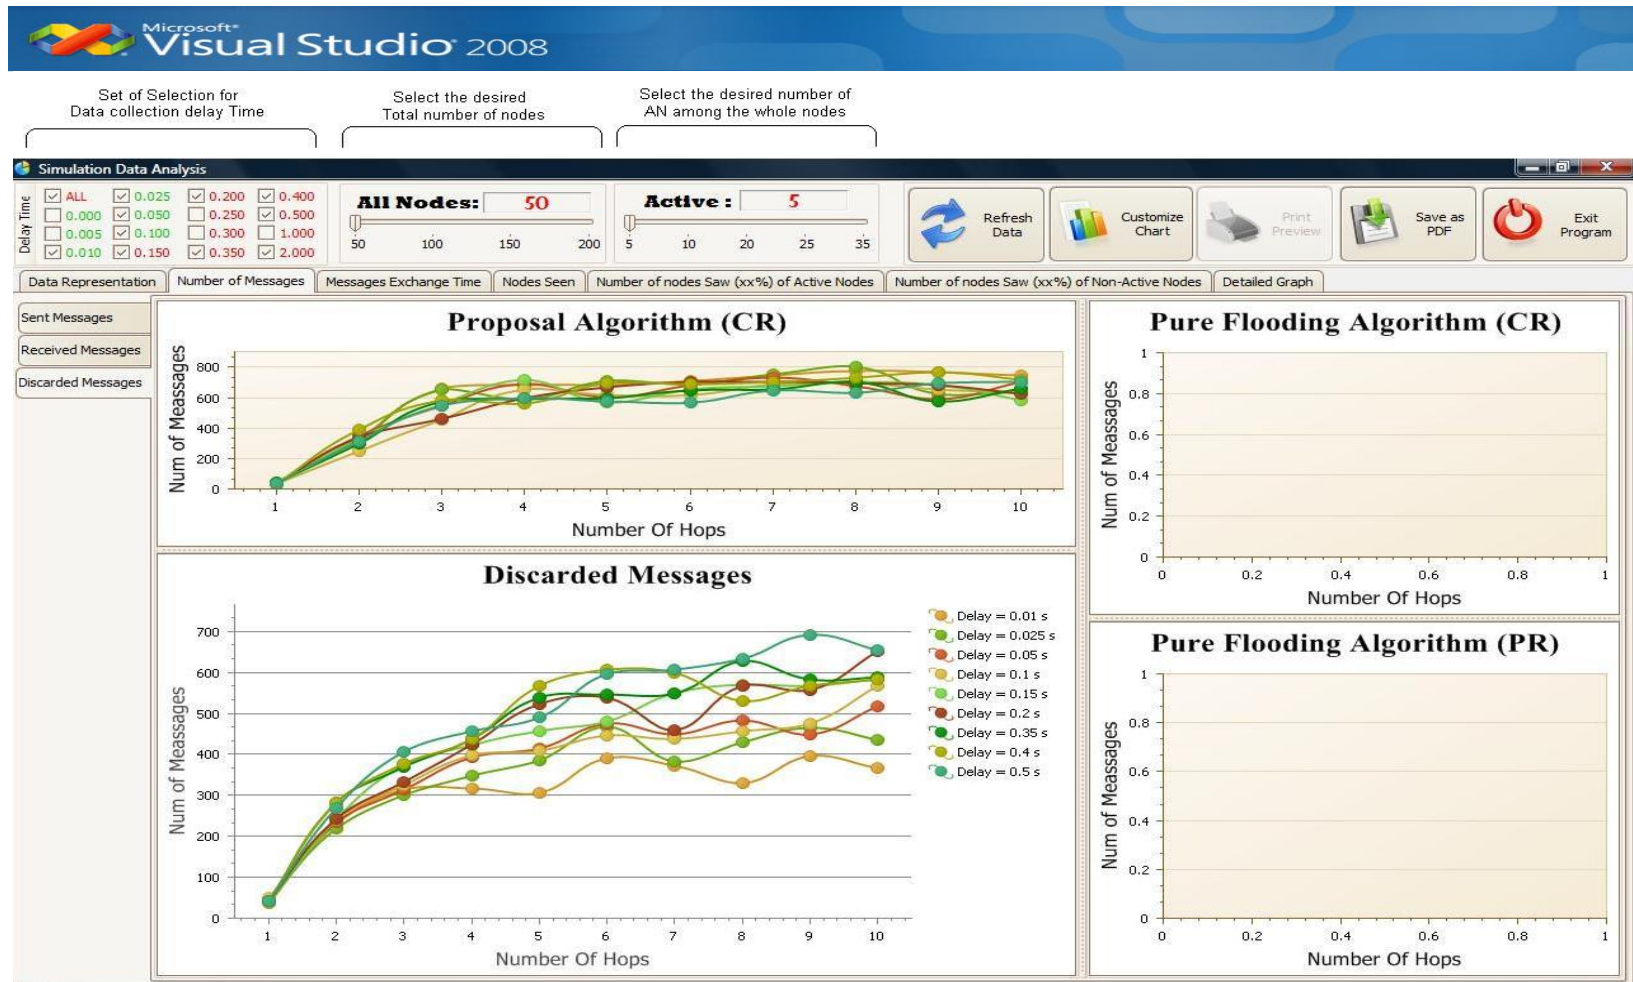 Microsoft®
Visual Studio 2008
Set of Selection for
Data collection delay Time
Select the desired
Total number of nodes
Select the desired number of
AN among the whole nodes
Simulation Data Analysis
Delay Time
ALL 0.025 0.200 0.400
0.000 0.050 0.250 0.500
0.005 0.100 0.300 1.000
0.010 0.150 0.350 2.000
All Nodes: 50
50 100 150 200
Active : 5
5 10 20 25 35
Refresh
Data
Customize
Chart
Print
Preview
Save as
PDF
Exit
Program
Data Representation Number of Messages Messages Exchange Time Nodes Seen Number of nodes Saw (xx%) of Active Nodes Number of nodes Saw (xx%) of Non-Active Nodes Detailed Graph
Sent Messages
Received Messages
Discarded Messages
Proposal Algorithm (CR)
Num of Meassages
800
600
400
200
0
1 2 3 4 5 6 7 8 9 10
Number Of Hops
Pure Flooding Algorithm (CR)
Num of Meassages
1
0.8
0.6
0.4
0.2
0
0 0.2 0.4 0.6 0.8 1
Number Of Hops
Discarded Messages
Num of Meassages
700
600
500
400
300
200
100
0
1 2 3 4 5 6 7 8 9 10
Number Of Hops
Delay = 0.01 s
Delay = 0.025 s
Delay = 0.05 s
Delay = 0.1 s
Delay = 0.15 s
Delay = 0.2 s
Delay = 0.35 s
Delay = 0.4 s
Delay = 0.5 s
Pure Flooding Algorithm (PR)
Num of Meassages
1
0.8
0.6
0.4
0.2
0
0 0.2 0.4 0.6 0.8 1
Number Of Hops